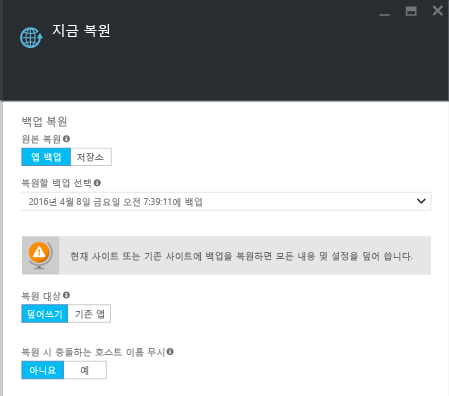 지금 복원
백업 복원
원본 복원
앱 백업 저장소
복원할 백업 선택
2016년 4월 8일 금요일 오전 7:39:11에 백업
현재 사이트 또는 기존 사이트에 백업을 복원하면 모든 내용 및 설정을 덮어 씁니다.
복원 대상
덮어쓰기 기존 앱
복원 시 충돌하는 호스트 이름 무시
아니요 예